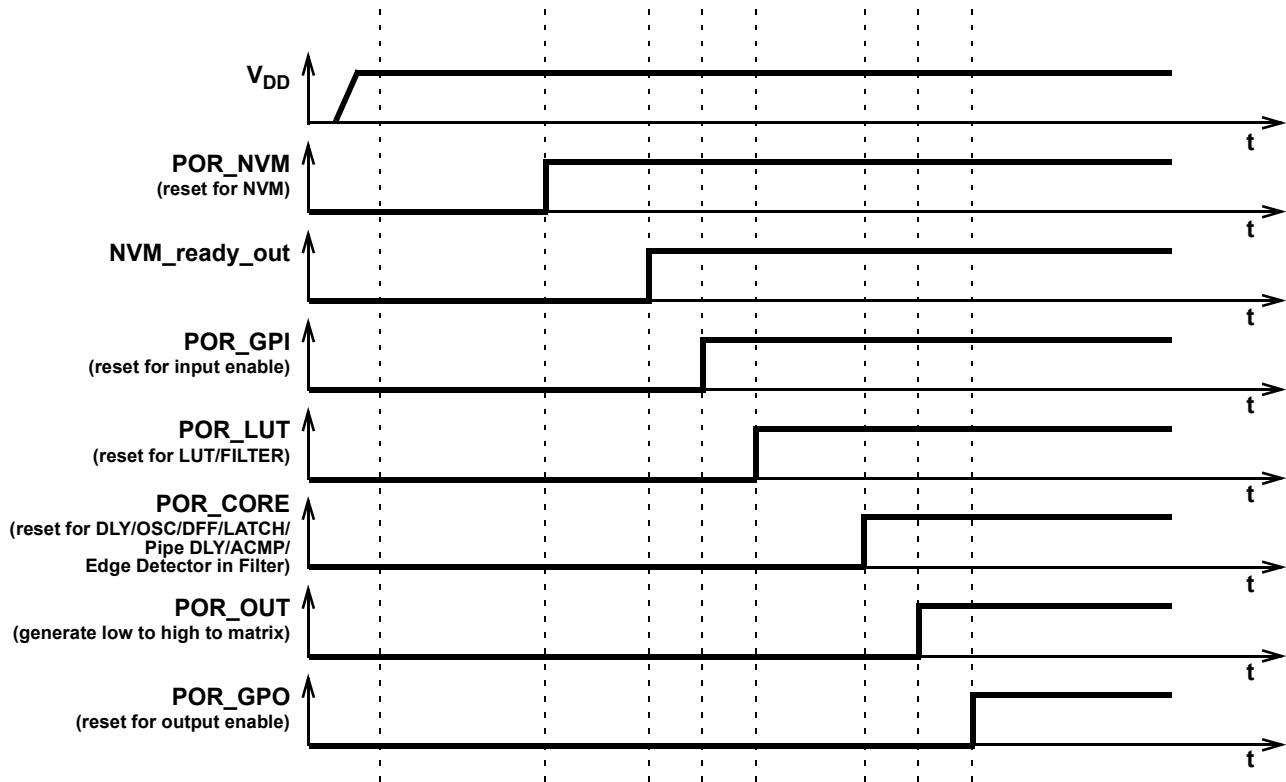 VDD
t
POR_NVM
(reset for NVM)
t
NVM_ready_out
t
POR_GPI
(reset for input enable)
t
POR_LUT
(reset for LUT/FILTER)
t
POR_CORE
(reset for DLY/OSC/DFF/LATCH/
Pipe DLY/ACMP/
Edge Detector in Filter)
t
POR_OUT
(generate low to high to matrix)
t
POR_GPO
(reset for output enable)
t